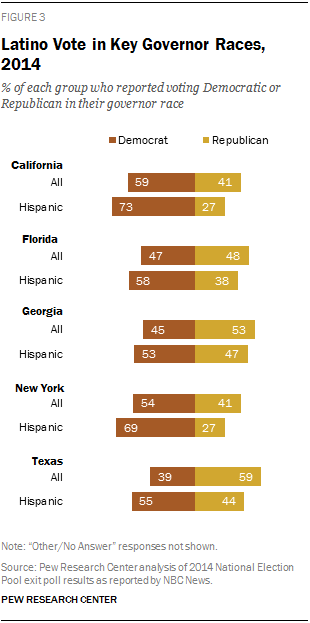 FIGURE 3
Latino Vote in Key Governor Races,
2014
% of each group who reported voting Democratic or
Republican in their governor race
Democrat Republican
California
All 59 41
Hispanic 73 27
Florida
All 47 48
Hispanic 58 38
Georgia
All 45 53
Hispanic 53 47
New York
All 54 41
Hispanic 69 27
Texas
All 39 59
Hispanic 55 44
Note: “Other/No Answer” responses not shown.
Source: Pew Research Center analysis of 2014 National Election
Pool exit poll results as reported by NBC News.
PEW RESEARCH CENTER